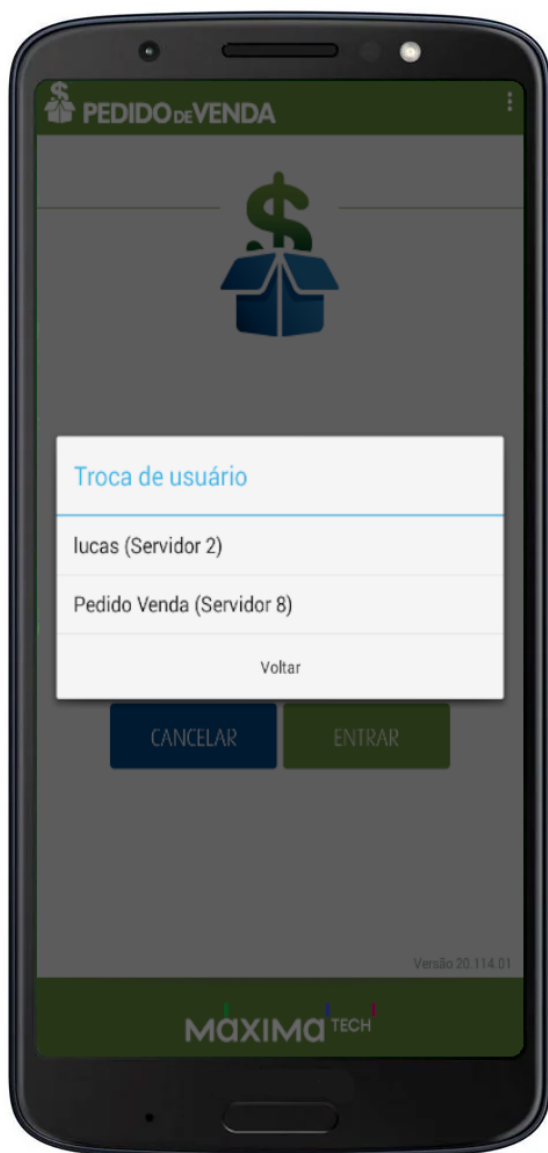 PEDIDO DE VENDA
Troca de usuário
lucas (Servidor 2)
Pedido Venda (Servidor 8)
Voltar
CANCELAR
ENTRAR
Versão 20.114.01
MÁXIMA TECH